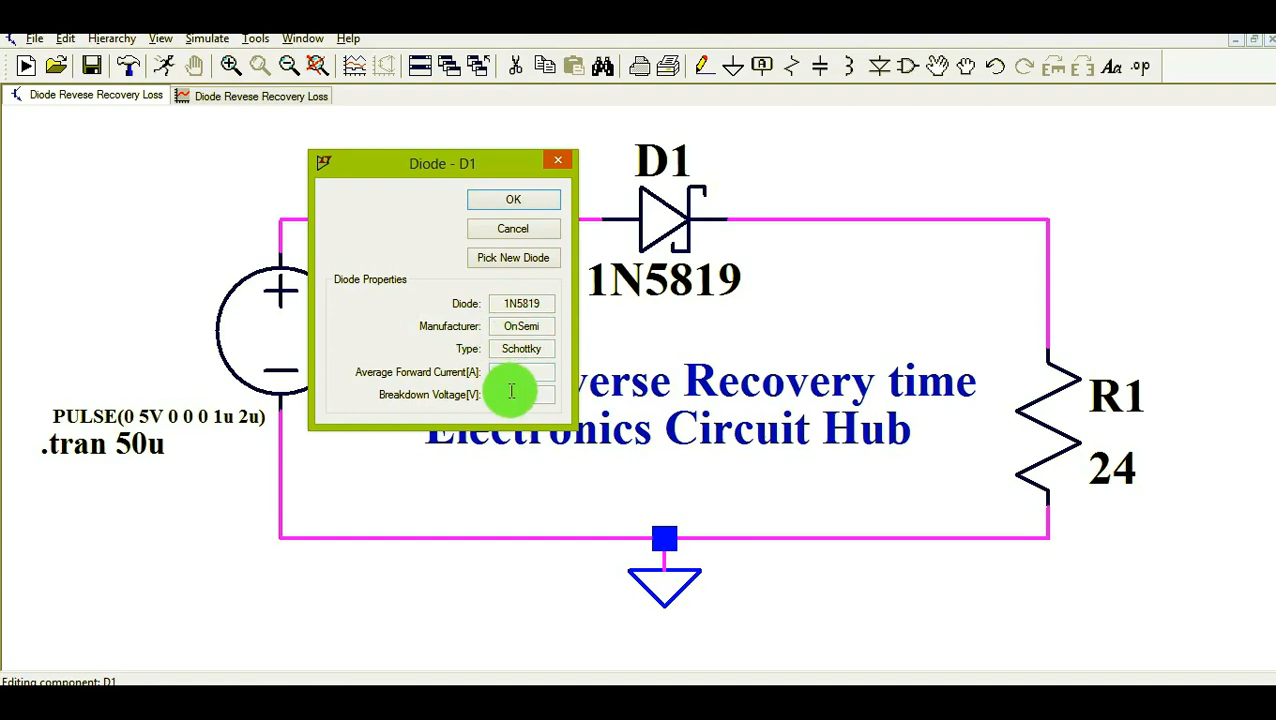 File Edit Hierarchy View Simulate Tools Window Help
Aa .op
Diode Revese Recovery Loss Diode Revese Recovery Loss
Diode - D1
OK
Cancel
Pick New Diode
Diode Properties
Diode: 1N5819
Manufacturer: OnSemi
Type: Schottky
Average Forward Current[A]:
Breakdown Voltage[V]:
D1
1N5819
PULSE(0 5V 0 0 0 1u 2u)
.tran 50u
verse Recovery time
Electronics Circuit Hub
R1
24
Editing component: D1